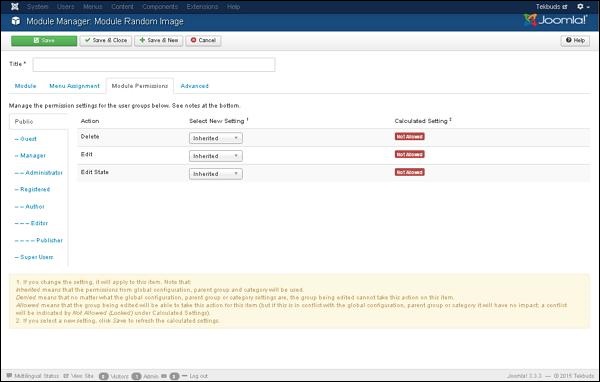 System Users Menus Content Components Extensions Help Tekbuds
Module Manager: Module Random Image Joomla!
Save Save & Close Save & New Cancel Help
Title *
Module Menu Assignment Module Permissions Advanced
Manage the permission settings for the user groups below. See notes at the bottom.
Public Action Select New Setting 1 Calculated Setting 2
– Guest Delete Inherited Not Allowed
– Manager Edit Inherited Not Allowed
– – Administrator Edit State Inherited Not Allowed
– Registered
– – Author
– – – Editor
– – – – Publisher
– Super Users
1. If you change the setting, it will apply to this item. Note that:
Inherited means that the permissions from global configuration, parent group and category will be used.
Denied means that no matter what the global configuration, parent group or category settings are, the group being edited cannot take this action on this item.
Allowed means that the group being edited will be able to take this action for this item (but if this is in conflict with the global configuration, parent group or category it will have no impact; a conflict
will be indicated by Not Allowed (Locked) under Calculated Settings).
2. If you select a new setting, click Save to refresh the calculated settings.
Multilingual Status View Site 0 Visitors 1 Admin 0 — Log out Joomla! 3.3.3 — © 2015 Tekbuds